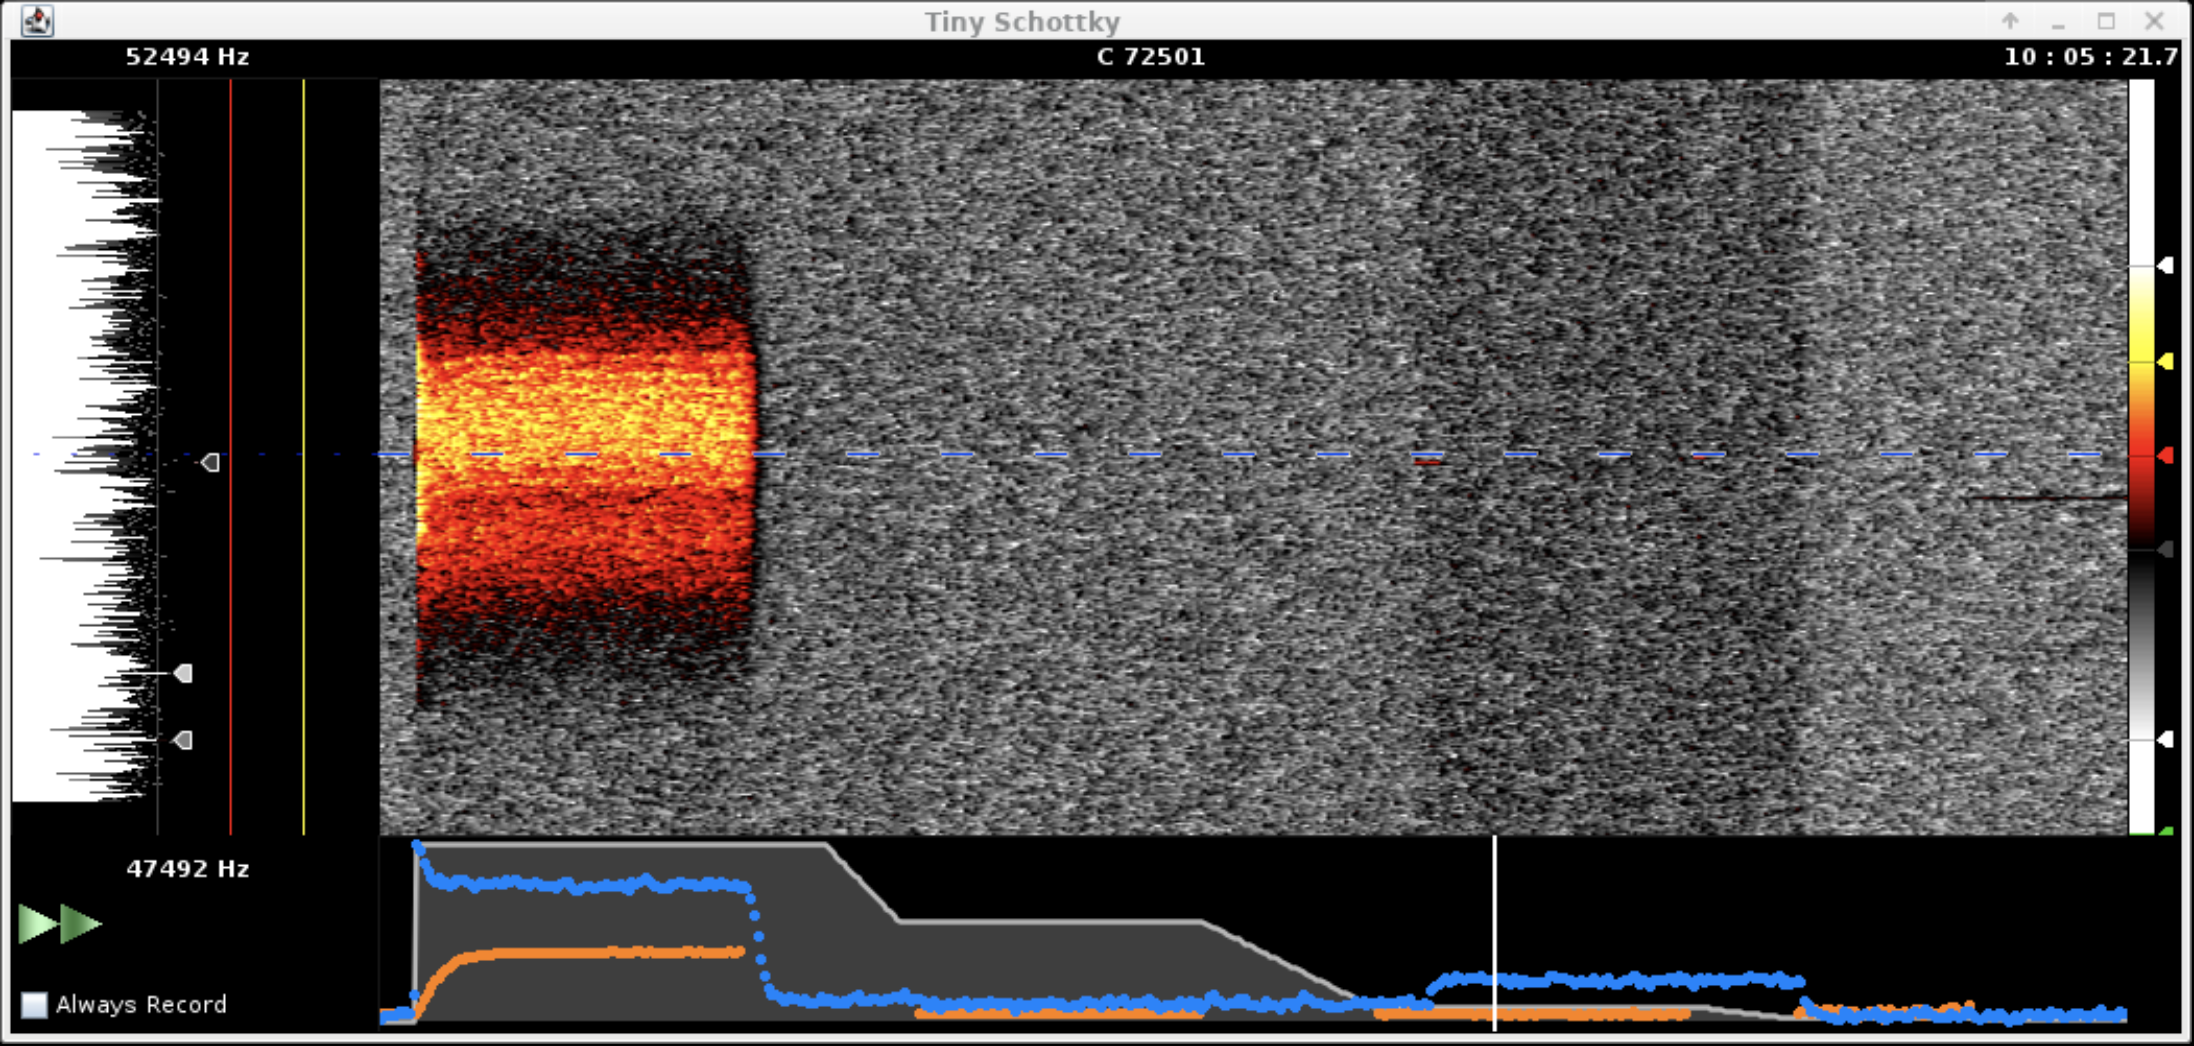 Tiny Schottky
52494 Hz
C 72501
10 : 05 : 21.7
47492 Hz
Always Record